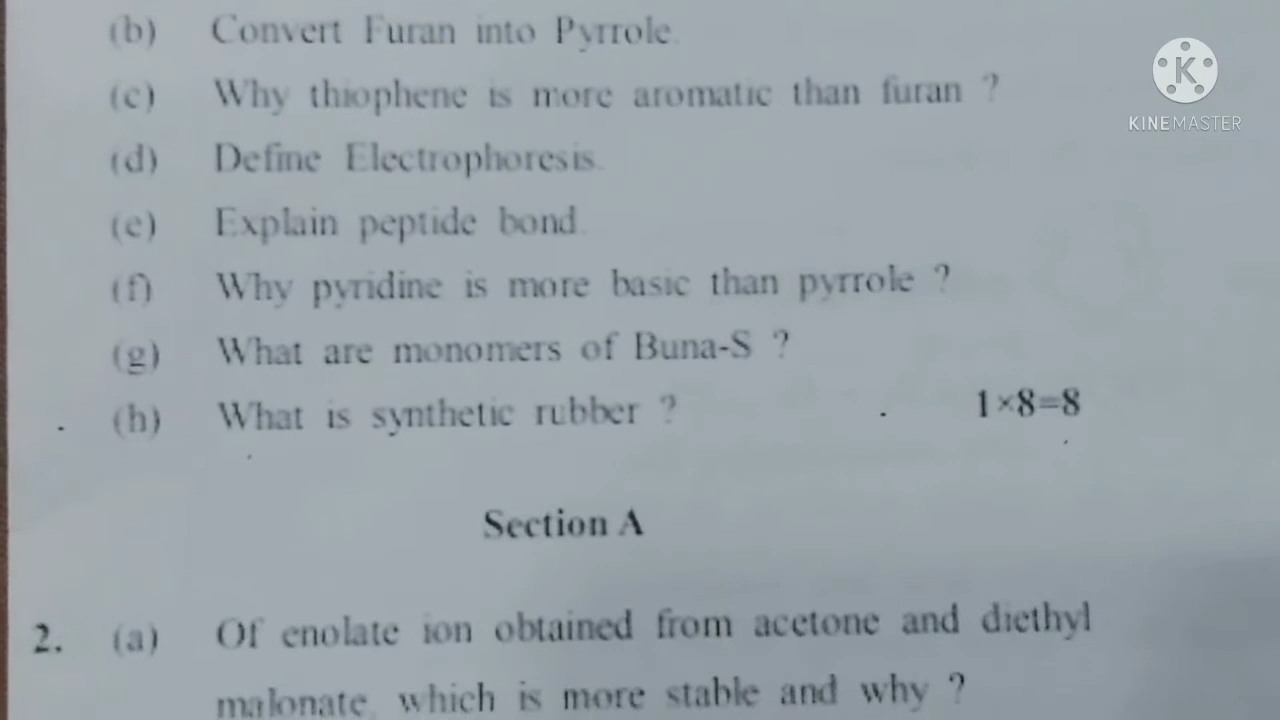 (b) Convert Furan into Pyrrole.
(c) Why thiophene is more aromatic than furan ?
(d) Define Electrophoresis.
(e) Explain peptide bond.
(f) Why pyridine is more basic than pyrrole ?
(g) What are monomers of Buna-S ?
(h) What is synthetic rubber ? 1×8=8
Section A
2. (a) Of enolate ion obtained from acetone and diethyl
malonate, which is more stable and why ?
K
KINEMASTER